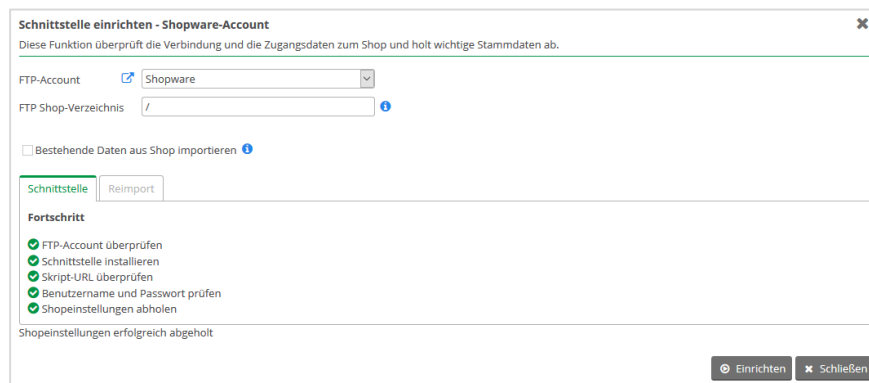 Schnittstelle einrichten - Shopware-Account
Diese Funktion überprüft die Verbindung und die Zugangsdaten zum Shop und holt wichtige Stammdaten ab.
FTP-Account Shopware
FTP Shop-Verzeichnis /
Bestehende Daten aus Shop importieren
Schnittstelle Reimport
Fortschritt
FTP-Account überprüfen
Schnittstelle installieren
Skript-URL überprüfen
Benutzername und Passwort prüfen
Shopeinstellungen abholen
Shopeinstellungen erfolgreich abgeholt
Einrichten Schließen